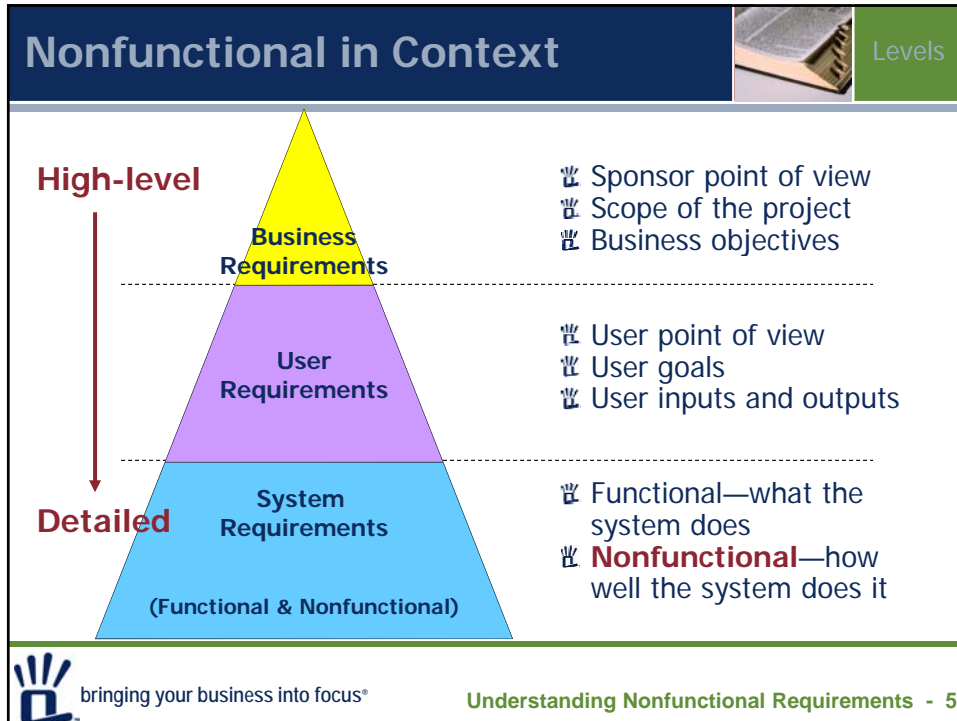 Nonfunctional in Context
Levels
High-level
Detailed
Business
Requirements
User
Requirements
System
Requirements
(Functional & Nonfunctional)
Sponsor point of view
Scope of the project
Business objectives
User point of view
User goals
User inputs and outputs
Functional—what the
system does
Nonfunctional—how
well the system does it
bringing your business into focus®
Understanding Nonfunctional Requirements - 5